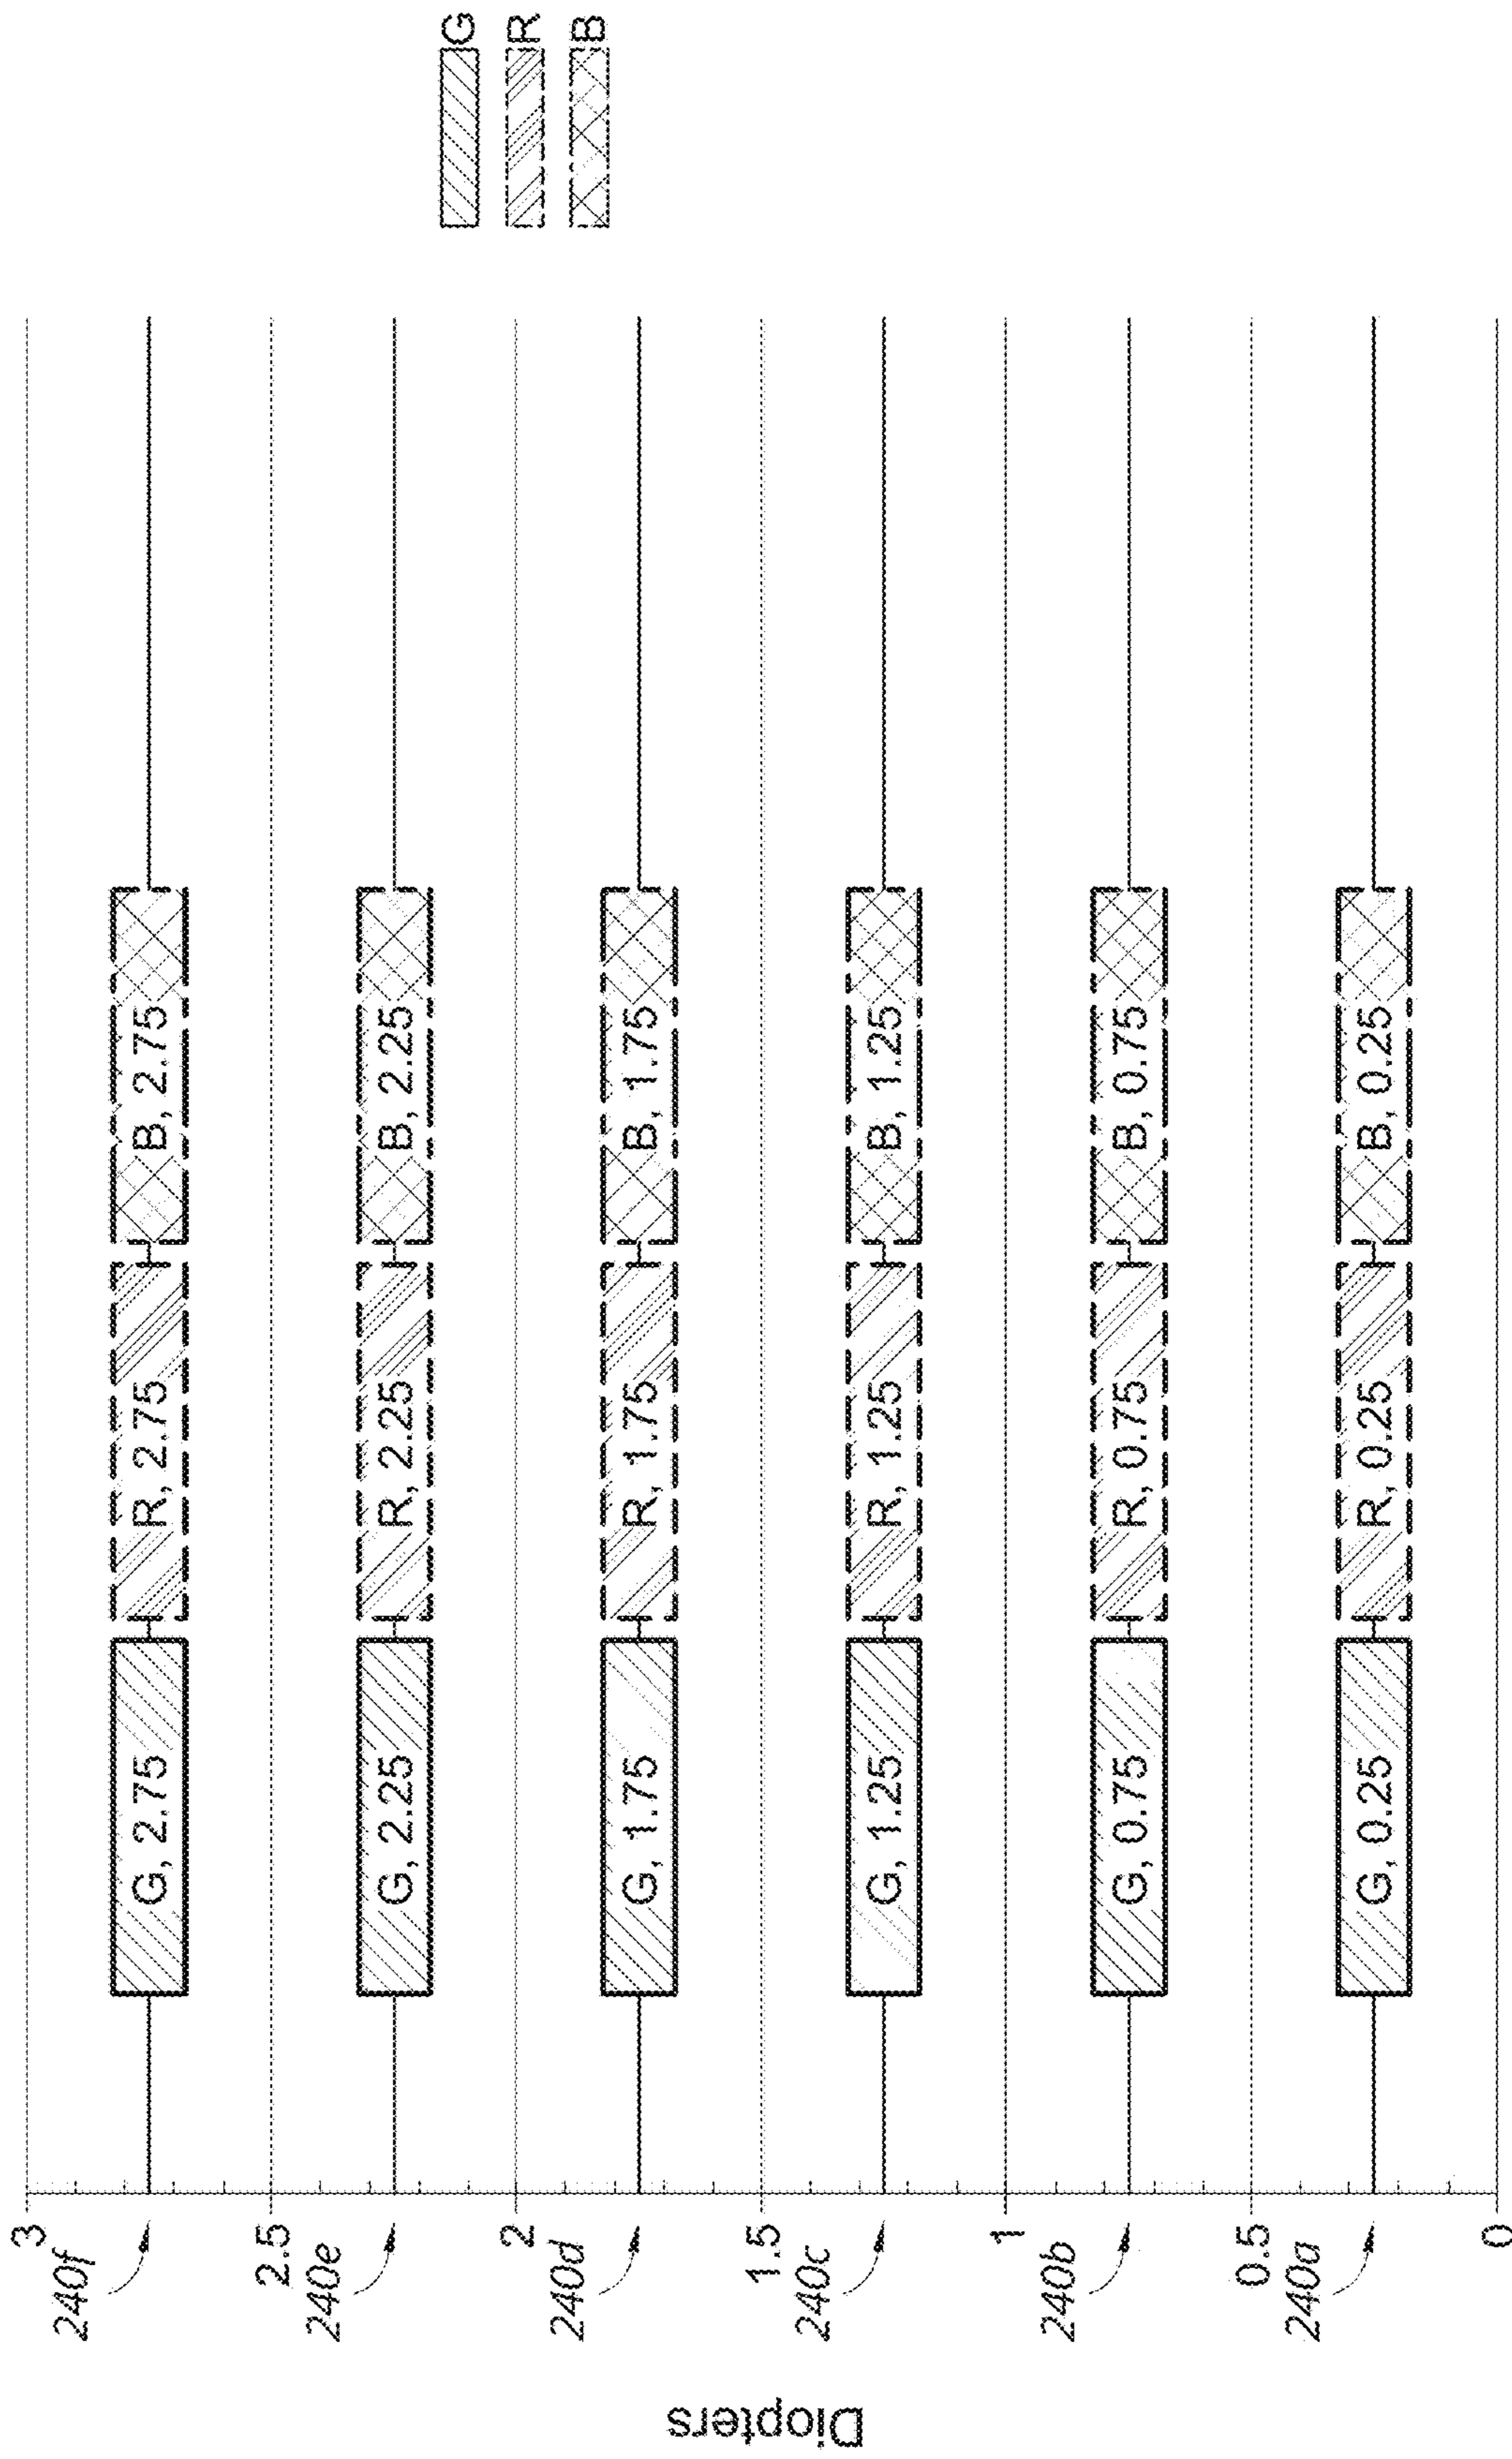 Diopters
3
240f
G, 2.75
R, 2.75
B, 2.75
2.5
240e
G, 2.25
R, 2.25
B, 2.25
2
240d
G, 1.75
R, 1.75
B, 1.75
1.5
240c
G, 1.25
R, 1.25
B, 1.25
1
240b
G, 0.75
R, 0.75
B, 0.75
0.5
240a
G, 0.25
R, 0.25
B, 0.25
0
G
R
B